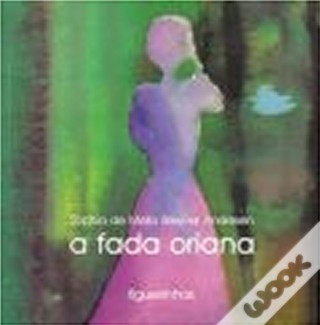 Sophia de Mello Breyner Andresen
a fada oriana
figueirinhas
WOOK